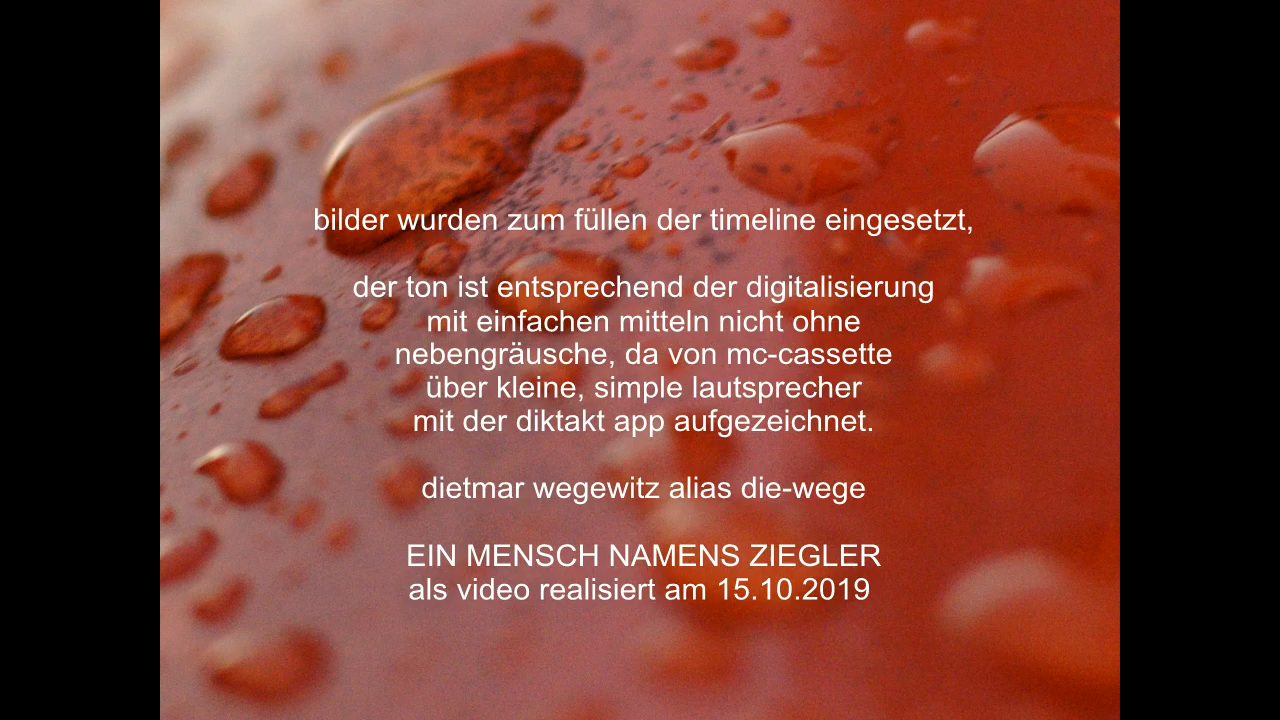 bilder wurden zum füllen der timeline eingesetzt,
der ton ist entsprechend der digitalisierung
mit einfachen mitteln nicht ohne
nebengräusche, da von mc-cassette
über kleine, simple lautsprecher
mit der diktakt app aufgezeichnet.
dietmar wegewitz alias die-wege
EIN MENSCH NAMENS ZIEGLER
als video realisiert am 15.10.2019